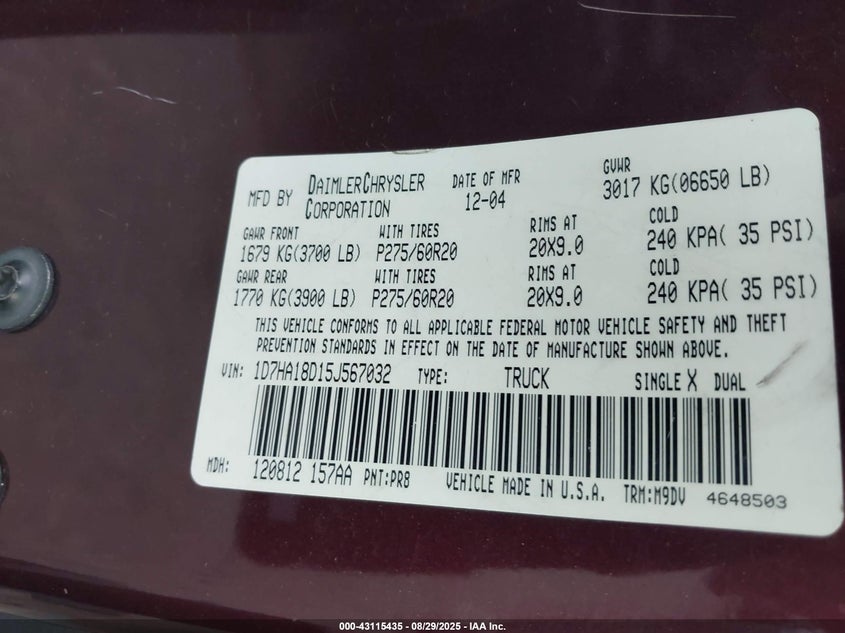 MFD BY DAIMLERCHRYSLER CORPORATION DATE OF MFR 12-04 GVWR 3017 KG(06650 LB)
GAWR FRONT WITH TIRES RIMS AT COLD
1679 KG(3700 LB) P275/60R20 20X9.0 240 KPA( 35 PSI)
GAWR REAR WITH TIRES RIMS AT COLD
1770 KG(3900 LB) P275/60R20 20X9.0 240 KPA( 35 PSI)
THIS VEHICLE CONFORMS TO ALL APPLICABLE FEDERAL MOTOR VEHICLE SAFETY AND THEFT
PREVENTION STANDARDS IN EFFECT ON THE DATE OF MANUFACTURE SHOWN ABOVE.
VIN: 1D7HA18D15J567032 TYPE: TRUCK SINGLE X DUAL
MDH: 120812 157AA PNT:PR8 VEHICLE MADE IN U.S.A. TRM:M9DV 4648503
000-43115435 - 08/29/2025 - IAA Inc.